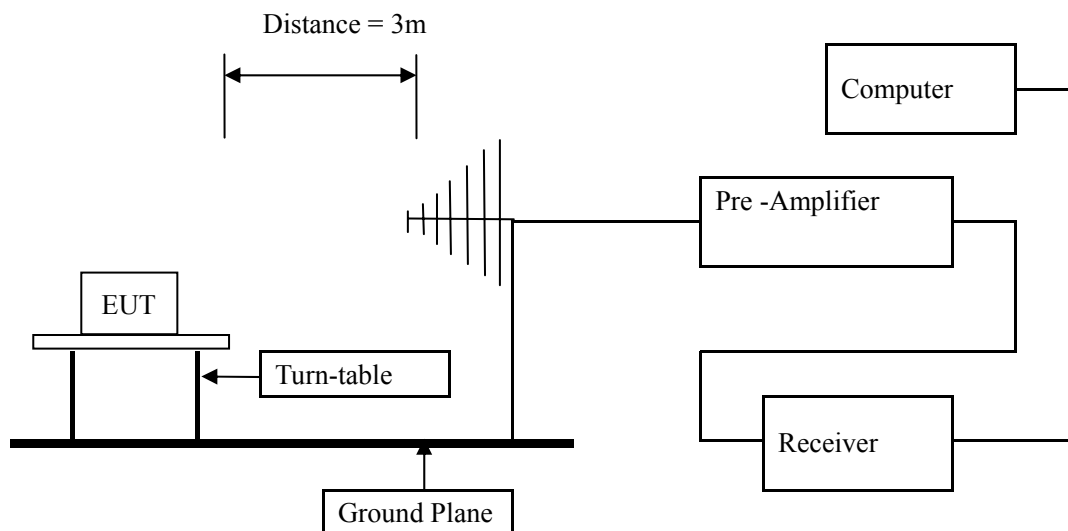 Distance = 3m
Computer
Pre -Amplifier
EUT
Turn-table
Receiver
Ground Plane